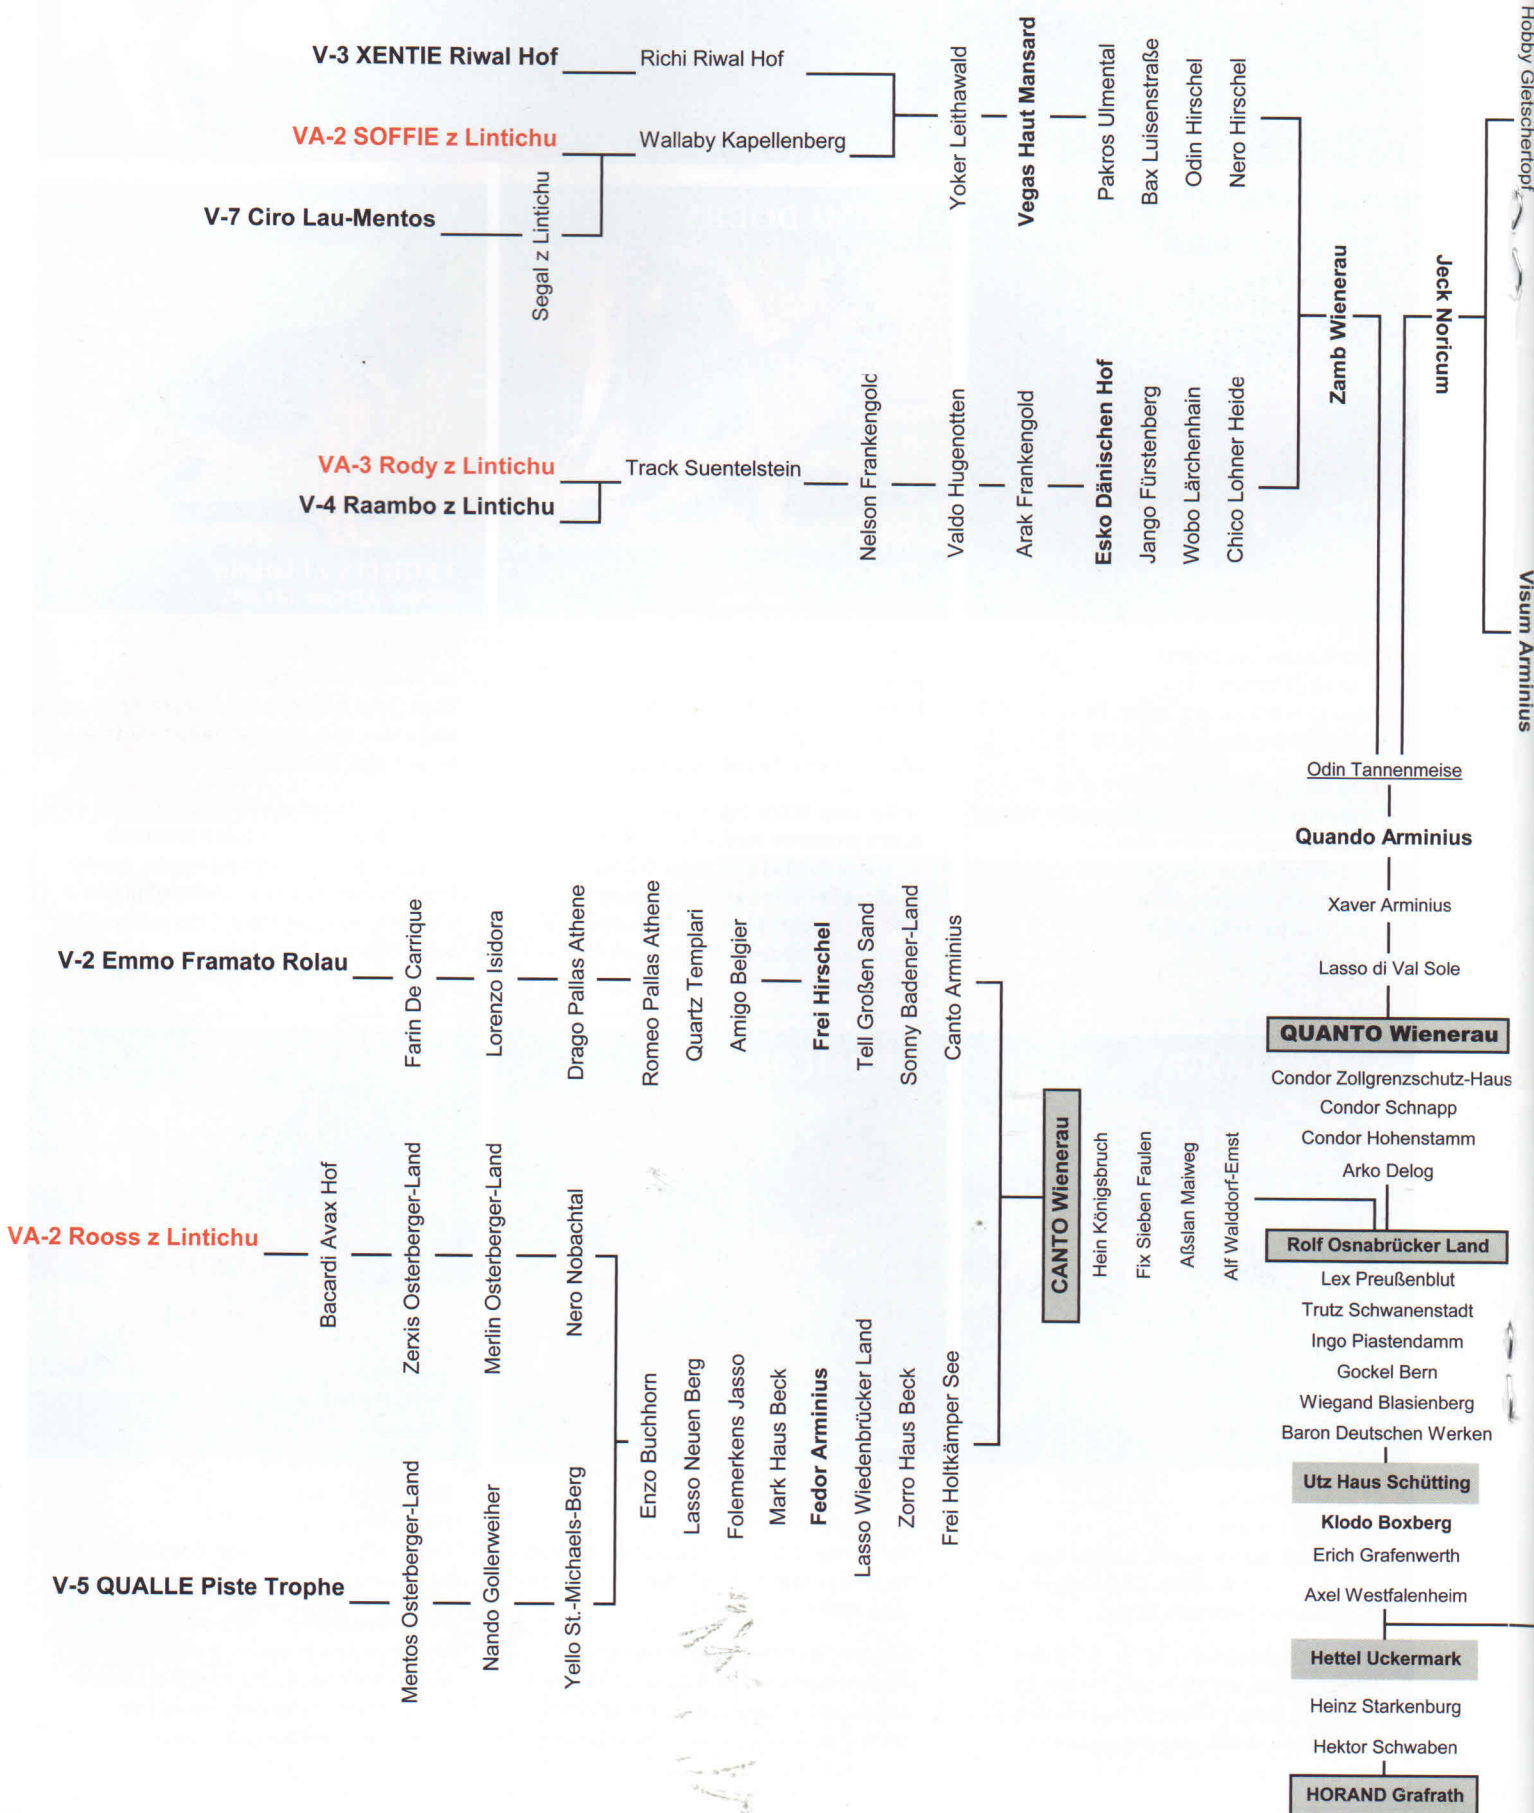 V-3 XENTIE Riwal Hof
Richi Riwal Hof
VA-2 SOFFIE z Lintichu
Wallaby Kapellenberg
V-7 Ciro Lau-Mentos
Segal z Lintichu
Yoker Leithawald
Vegas Haut Mansard
Pakros Ulmental
Bax Luisenstraße
Odin Hirschel
Nero Hirschel
VA-3 Rody z Lintichu
V-4 Raambo z Lintichu
Track Suentelstein
Nelson Frankengold
Valdo Hugenotten
Arak Frankengold
Esko Dänischen Hof
Jango Fürstenberg
Wobo Lärchenhain
Chico Lohner Heide
Zamb Wienerau
Jeck Noricum
Hobby Gletschertopf
Visum Arminius
Odin Tannenmeise
Quando Arminius
Xaver Arminius
Lasso di Val Sole
QUANTO Wienerau
Condor Zollgrenzschutz-Haus
Condor Schnapp
Condor Hohenstamm
Arko Delog
Rolf Osnabrücker Land
Lex Preußenblut
Trutz Schwanenstadt
Ingo Piastendamm
Gockel Bern
Wiegand Blasienberg
Baron Deutschen Werken
Utz Haus Schütting
Klodo Boxberg
Erich Grafenwerth
Axel Westfalenheim
Hettel Uckermark
Heinz Starkenburg
Hektor Schwaben
HORAND Grafrath
V-2 Emmo Framato Rolau
Farin De Carrique
Lorenzo Isidora
Drago Pallas Athene
Romeo Pallas Athene
Quartz Templari
Amigo Belgier
Frei Hirschel
Tell Großen Sand
Sonny Badener-Land
Canto Arminius
VA-2 Rooss z Lintichu
Bacardi Avax Hof
Zerxis Osterberger-Land
Merlin Osterberger-Land
Nero Nobachtal
V-5 QUALLE Piste Trophe
Mentos Osterberger-Land
Nando Gollerweiher
Yello St.-Michaels-Berg
Enzo Buchhorn
Lasso Neuen Berg
Folemerkens Jasso
Mark Haus Beck
Fedor Arminius
Lasso Wiedenbrücker Land
Zorro Haus Beck
Frei Holtkämper See
CANTO Wienerau
Hein Königsbruch
Fix Sieben Faulen
Aßslan Maiweg
Alf Walddorf-Emst